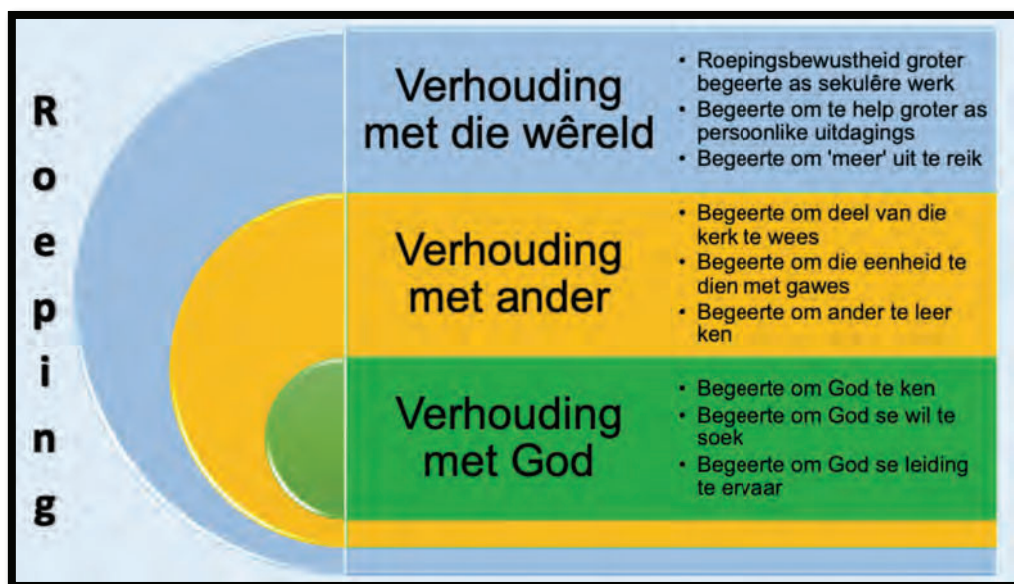 Roeping
Verhouding
met die wêreld
• Roepingsbewustheid groter
begeerte as sekulêre werk
• Begeerte om te help groter as
persoonlike uitdagings
• Begeerte om 'meer' uit te reik
Verhouding
met ander
• Begeerte om deel van die
kerk te wees
• Begeerte om die eenheid te
dien met gawes
• Begeerte om ander te leer
ken
Verhouding
met God
• Begeerte om God te ken
• Begeerte om God se wil te
soek
• Begeerte om God se leiding
te ervaar